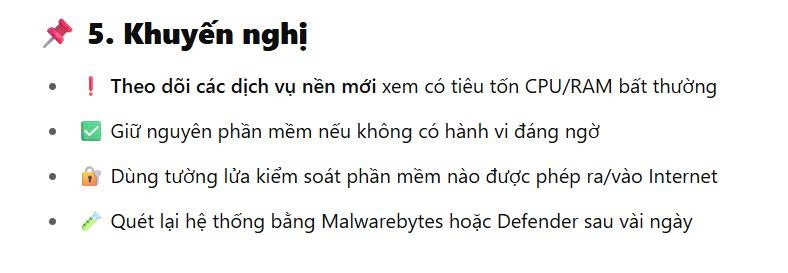 📌 5. Khuyến nghị
• ❗ Theo dõi các dịch vụ nền mới xem có tiêu tốn CPU/RAM bất thường
• ✅ Giữ nguyên phần mềm nếu không có hành vi đáng ngờ
• 🔐 Dùng tường lửa kiểm soát phần mềm nào được phép ra/vào Internet
• 🧪 Quét lại hệ thống bằng Malwarebytes hoặc Defender sau vài ngày